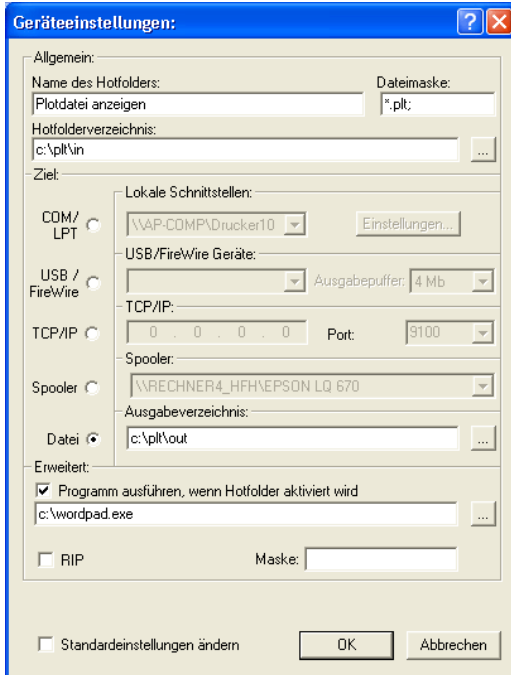 Geräteeinstellungen:
Allgemein:
Name des Hotfolders: Dateimaske:
Plotdatei anzeigen *.plt;
Hotfolderverzeichnis:
c:\plt\in ...
Ziel:
Lokale Schnittstellen:
COM/
LPT \\AP-COMP\Drucker10 Einstellungen...
USB/FireWire Geräte:
USB /
FireWire Ausgabepuffer: 4 Mb
TCP/IP:
TCP/IP 0 . 0 . 0 . 0 Port: 9100
Spooler:
Spooler \\RECHNER4_HFH\EPSON LQ 670
Ausgabeverzeichnis:
Datei c:\plt\out ...
Erweitert:
Programm ausführen, wenn Hotfolder aktiviert wird
c:\wordpad.exe ...
RIP Maske:
Standardeinstellungen ändern OK Abbrechen